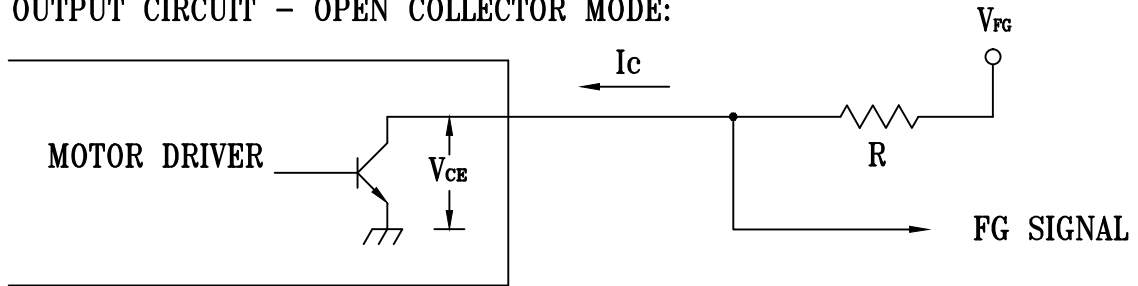 OUTPUT CIRCUIT – OPEN COLLECTOR MODE:
VFG
Ic
MOTOR DRIVER
VCE
R
FG SIGNAL